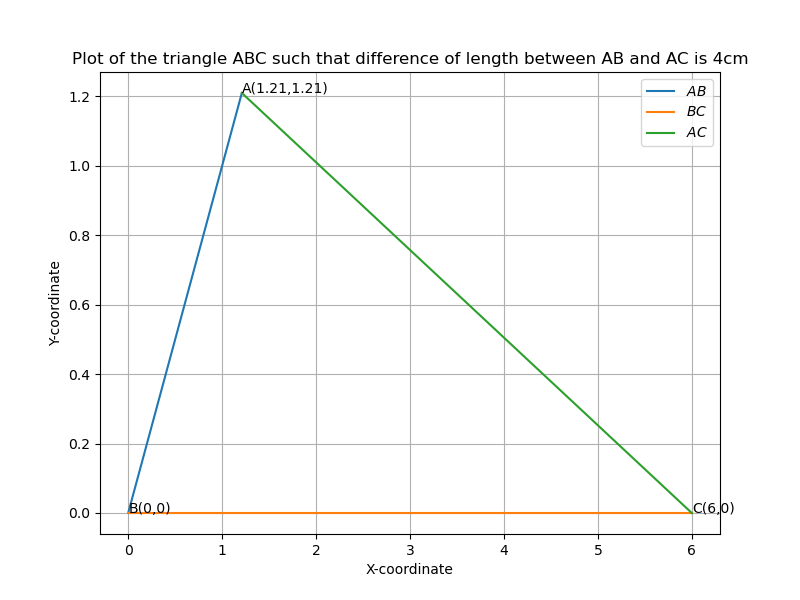 Plot of the triangle ABC such that difference of length between AB and AC is 4cm
A(1.21,1.21)
AB
BC
AC
1.2
1.0
0.8
0.6
0.4
0.2
0.0
Y-coordinate
B(0,0)
C(6,0)
0 1 2 3 4 5 6
X-coordinate